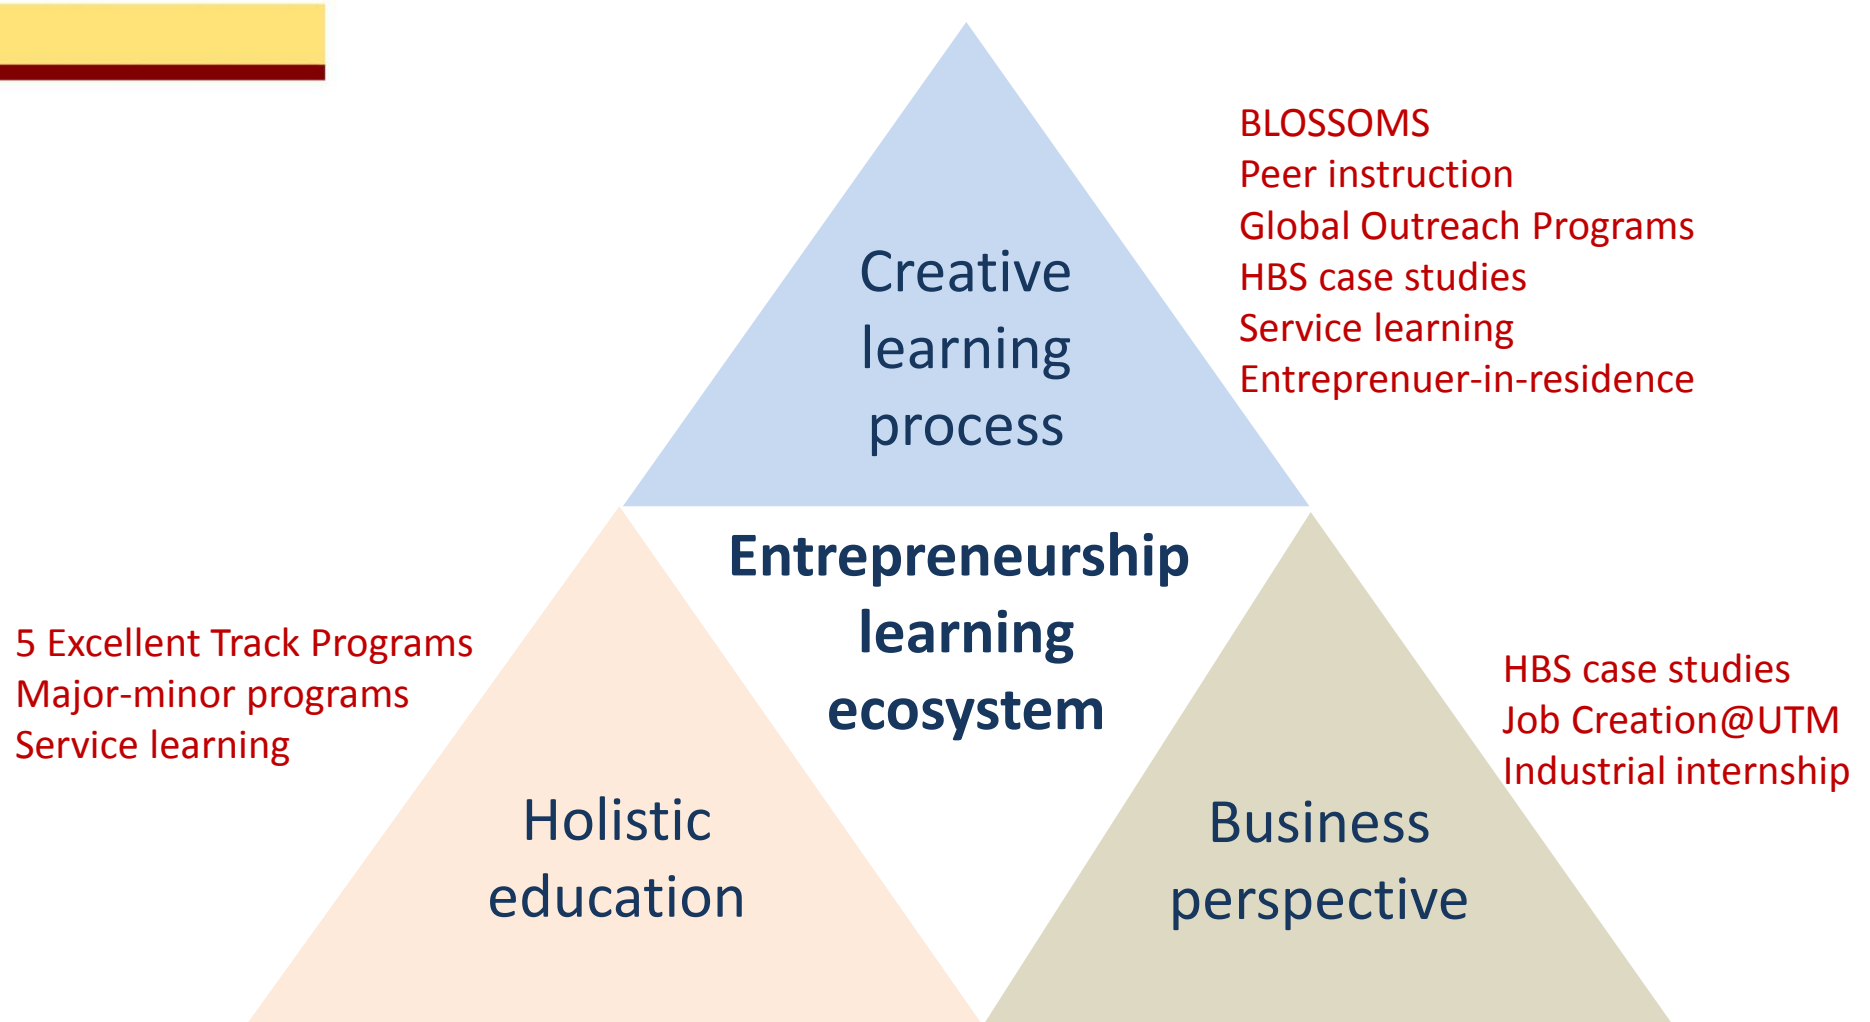 BLOSSOMS
Peer instruction
Global Outreach Programs
HBS case studies
Service learning
Entreprenuer-in-residence
Creative
learning
process
Entrepreneurship
learning
ecosystem
5 Excellent Track Programs
Major-minor programs
Service learning
HBS case studies
Job Creation@UTM
Industrial internship
Holistic
education
Business
perspective